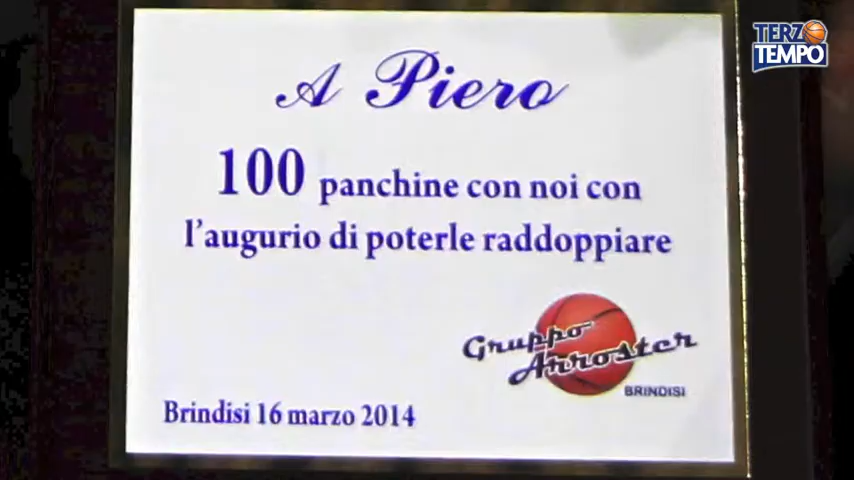 TERZO
TEMPO
A Piero
100 panchine con noi con
l'augurio di poterle raddoppiare
Gruppo
Arroster
BRINDISI
Brindisi 16 marzo 2014